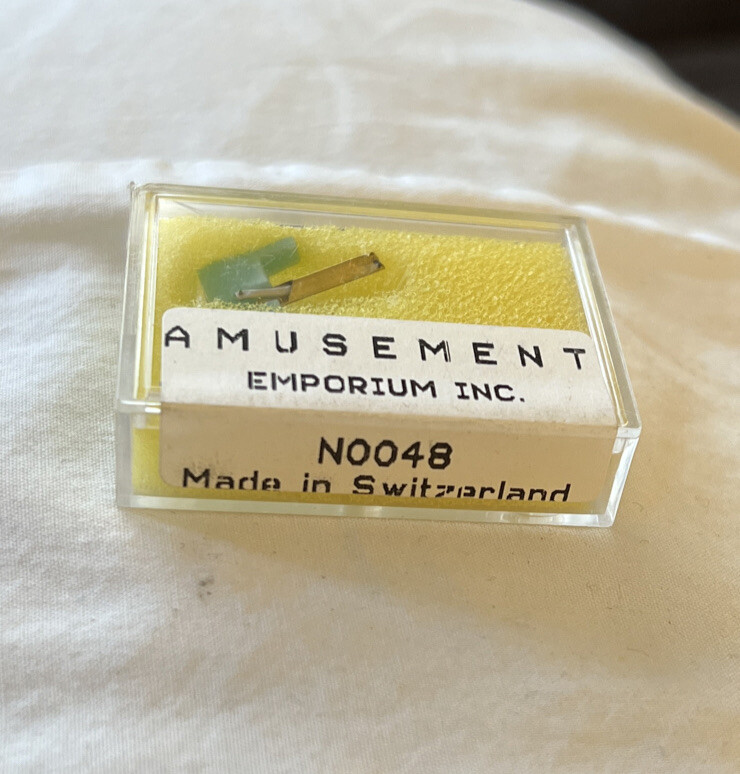 AMUSEMENT
EMPORIUM INC.
N0048
Made in Switzerland